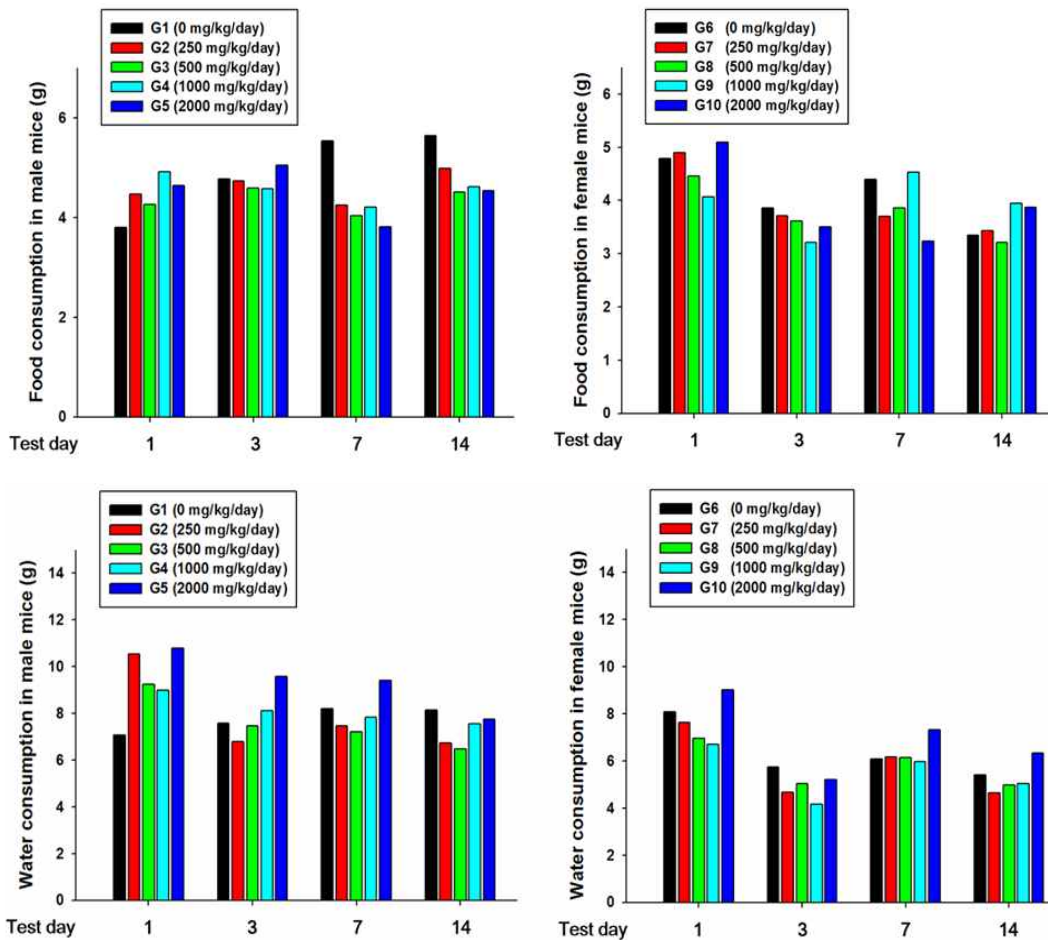 G1 (0 mg/kg/day)
G2 (250 mg/kg/day)
G3 (500 mg/kg/day)
G4 (1000 mg/kg/day)
G5 (2000 mg/kg/day)
Food consumption in male mice (g)
6
4
2
0
Test day 1 3 7 14
G6 (0 mg/kg/day)
G7 (250 mg/kg/day)
G8 (500 mg/kg/day)
G9 (1000 mg/kg/day)
G10 (2000 mg/kg/day)
Food consumption in female mice (g)
6
5
4
3
2
1
0
Test day 1 3 7 14
G1 (0 mg/kg/day)
G2 (250 mg/kg/day)
G3 (500 mg/kg/day)
G4 (1000 mg/kg/day)
G5 (2000 mg/kg/day)
Water consumption in male mice (g)
14
12
10
8
6
4
2
0
Test day 1 3 7 14
G6 (0 mg/kg/day)
G7 (250 mg/kg/day)
G8 (500 mg/kg/day)
G9 (1000 mg/kg/day)
G10 (2000 mg/kg/day)
Water consumption in female mice (g)
14
12
10
8
6
4
2
0
Test day 1 3 7 14